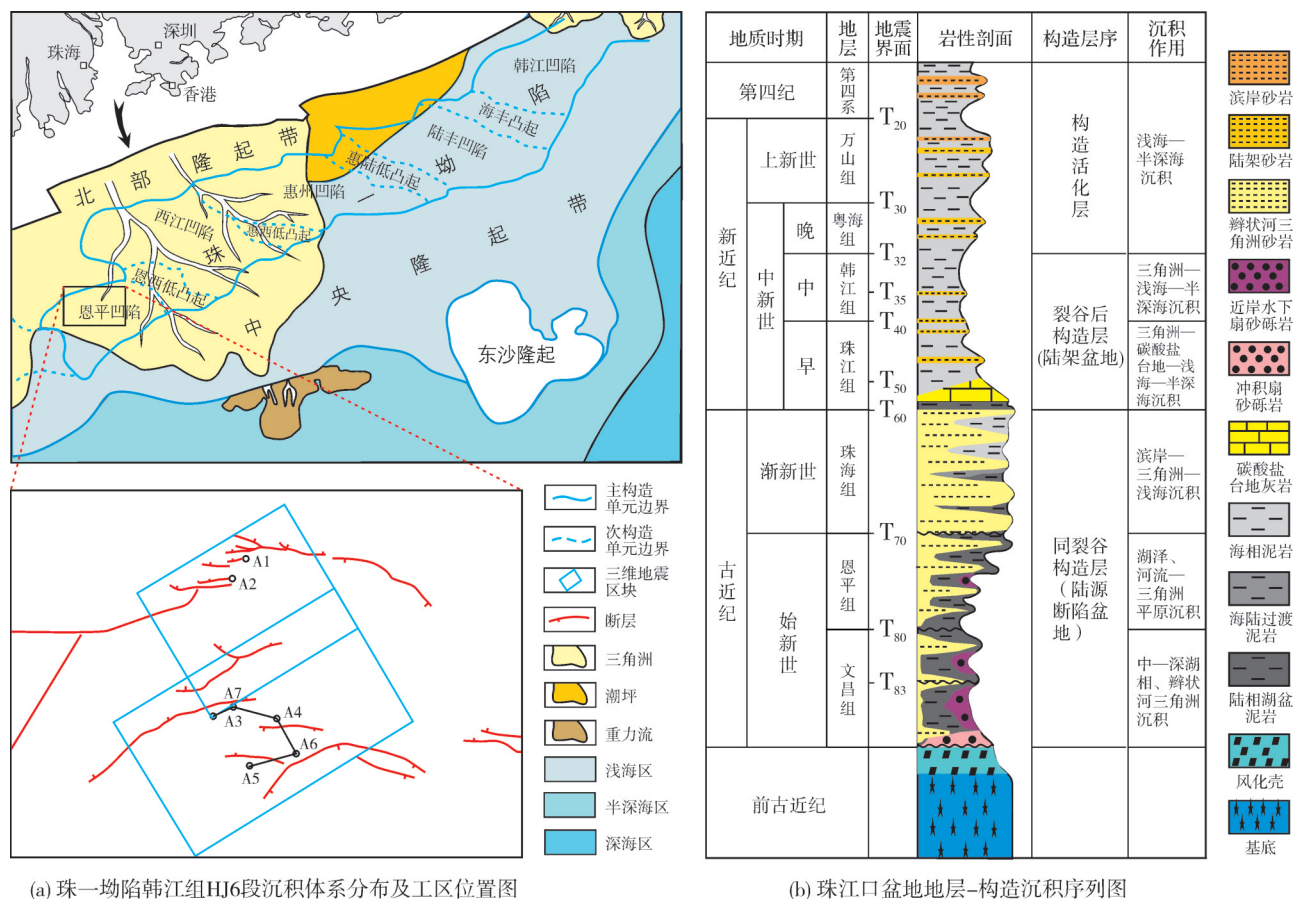 深圳
珠海
香港
韩江凹陷
海丰凸起
陆丰凹陷
惠陆低凸起
惠州凹陷
北部隆起带
西江凹陷
惠西低凸起
恩西低凸起
恩平凹陷
珠一坳陷
中央隆起带
东沙隆起
A1
A2
A7
A3
A4
A6
A5
主构造
单元边界
次构造
单元边界
三维地震
区块
断层
三角洲
潮坪
重力流
浅海区
半深海区
深海区
(a) 珠一坳陷韩江组HJ6段沉积体系分布及工区位置图
地质时期
地层
地震
界面
岩性剖面
构造层序
沉积
作用
第四纪
第四系
T20
上新世
万山组
T30
构造活化层
浅海—
半深海
沉积
新近纪
中新世
晚
粤海组
T32
中
韩江组
T35
T40
三角洲—
浅海—半
深海沉积
裂谷后
构造层
(陆架盆地)
早
珠江组
T50
T60
三角洲—
碳酸盐
台地—浅
海—半深
海沉积
古近纪
渐新世
珠海组
T70
滨岸—
三角洲—
浅海沉积
同裂谷
构造层
(陆源
断陷盆
地)
始新世
恩平组
T80
湖泽、
河流—
三角洲
平原沉积
文昌组
T83
中—深湖
相、辫状
河三角洲
沉积
前古近纪
滨岸砂岩
陆架砂岩
辫状河三
角洲砂岩
近岸水下
扇砂砾岩
冲积扇
砂砾岩
碳酸盐
台地灰岩
海相泥岩
海陆过渡
泥岩
陆相湖盆
泥岩
风化壳
基底
(b) 珠江口盆地地层–构造沉积序列图